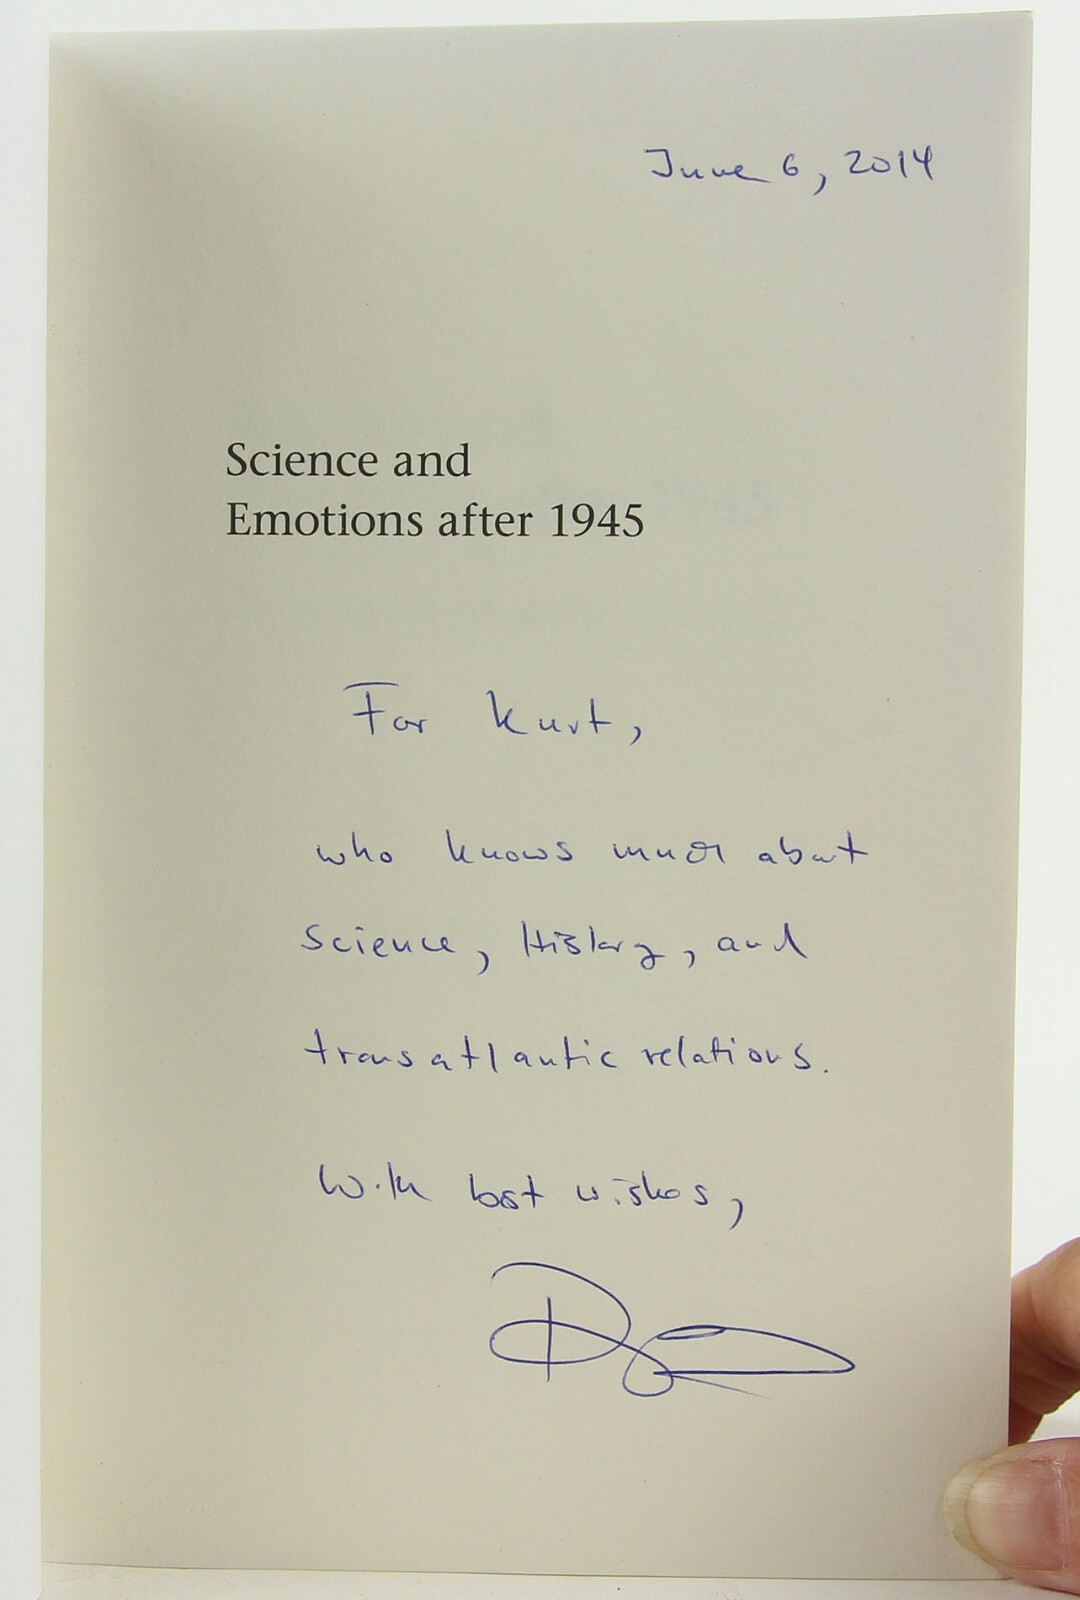 June 6, 2014
Science and
Emotions after 1945
For Kurt,
who knows much about
Science, History, and
transatlantic relations.
With best wishes,